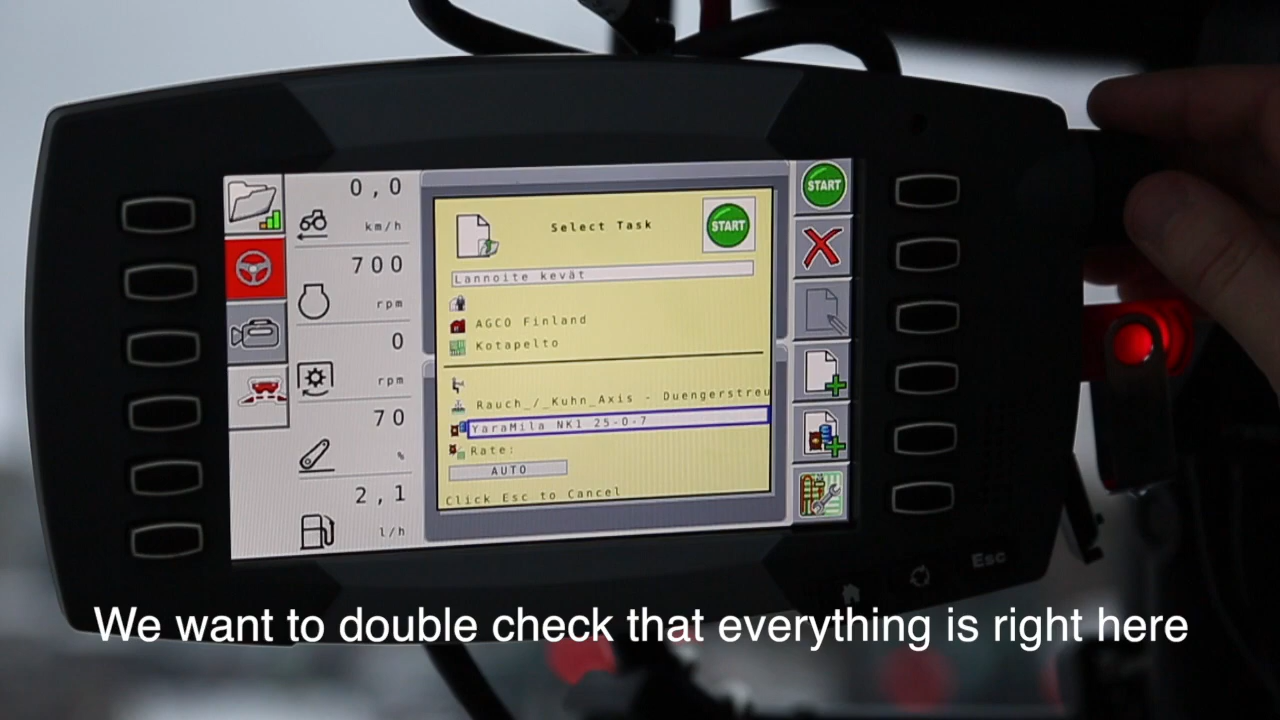 0,0
km/h
700
rpm
0
rpm
70
%
2,1
l/h
Select Task
START
Lannoite kevät
AGCO Finland
Kotapelto
Rauch_/_Kuhn_Axis - Duengerstreu
YaraMila NK1 25-0-7
Rate:
AUTO
Click Esc to Cancel
START
Esc
We want to double check that everything is right here